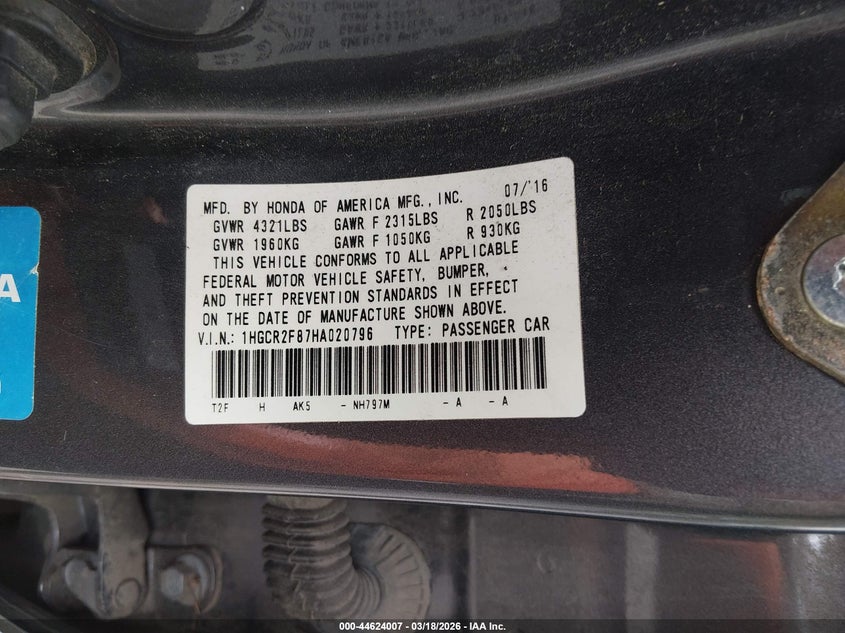 MFD. BY HONDA OF AMERICA MFG., INC. 07/'16
GVWR 4321LBS GAWR F 2315LBS R 2050LBS
GVWR 1960KG GAWR F 1050KG R 930KG
THIS VEHICLE CONFORMS TO ALL APPLICABLE
FEDERAL MOTOR VEHICLE SAFETY, BUMPER,
AND THEFT PREVENTION STANDARDS IN EFFECT
ON THE DATE OF MANUFACTURE SHOWN ABOVE.
V.I.N.: 1HGCR2F87HA020796 TYPE: PASSENGER CAR
T2F H AK5 - NH797M - A - A
A
000-44624007 | 03/18/2026 | IAA Inc.